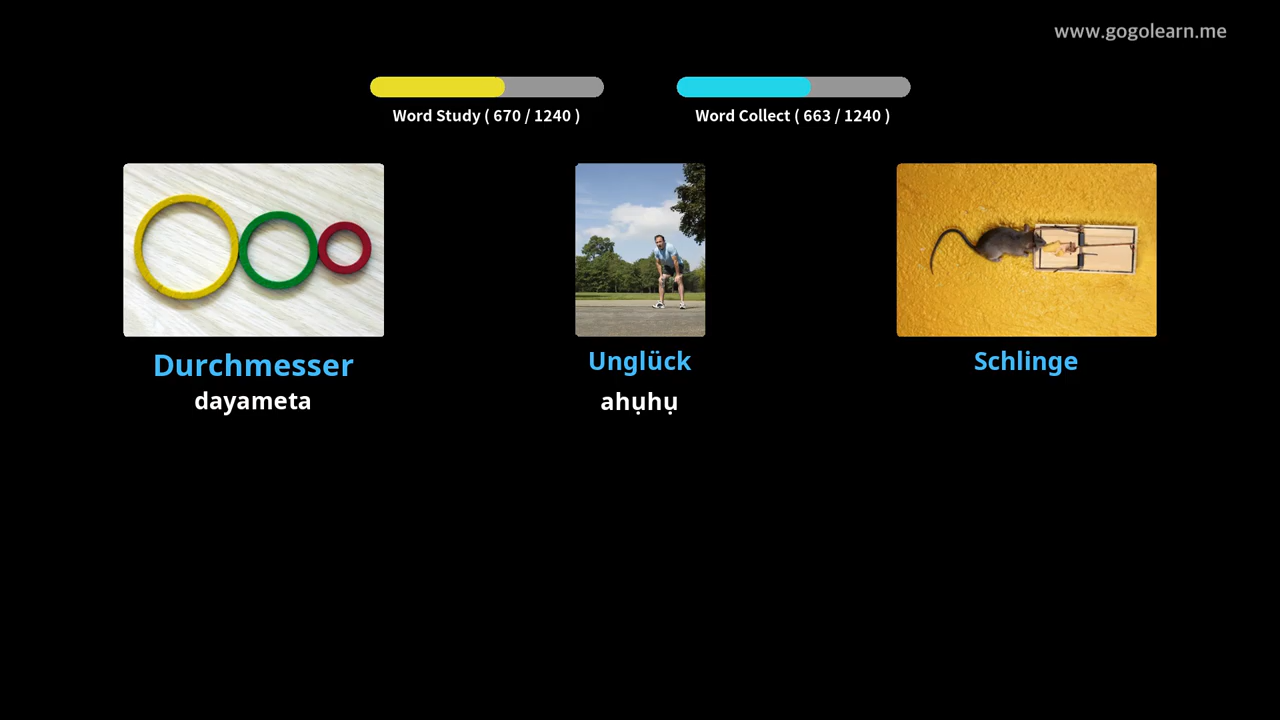 www.gogolearn.me
Word Study ( 670 / 1240 )
Word Collect ( 663 / 1240 )
Durchmesser
dayameta
Unglück
ahụhụ
Schlinge